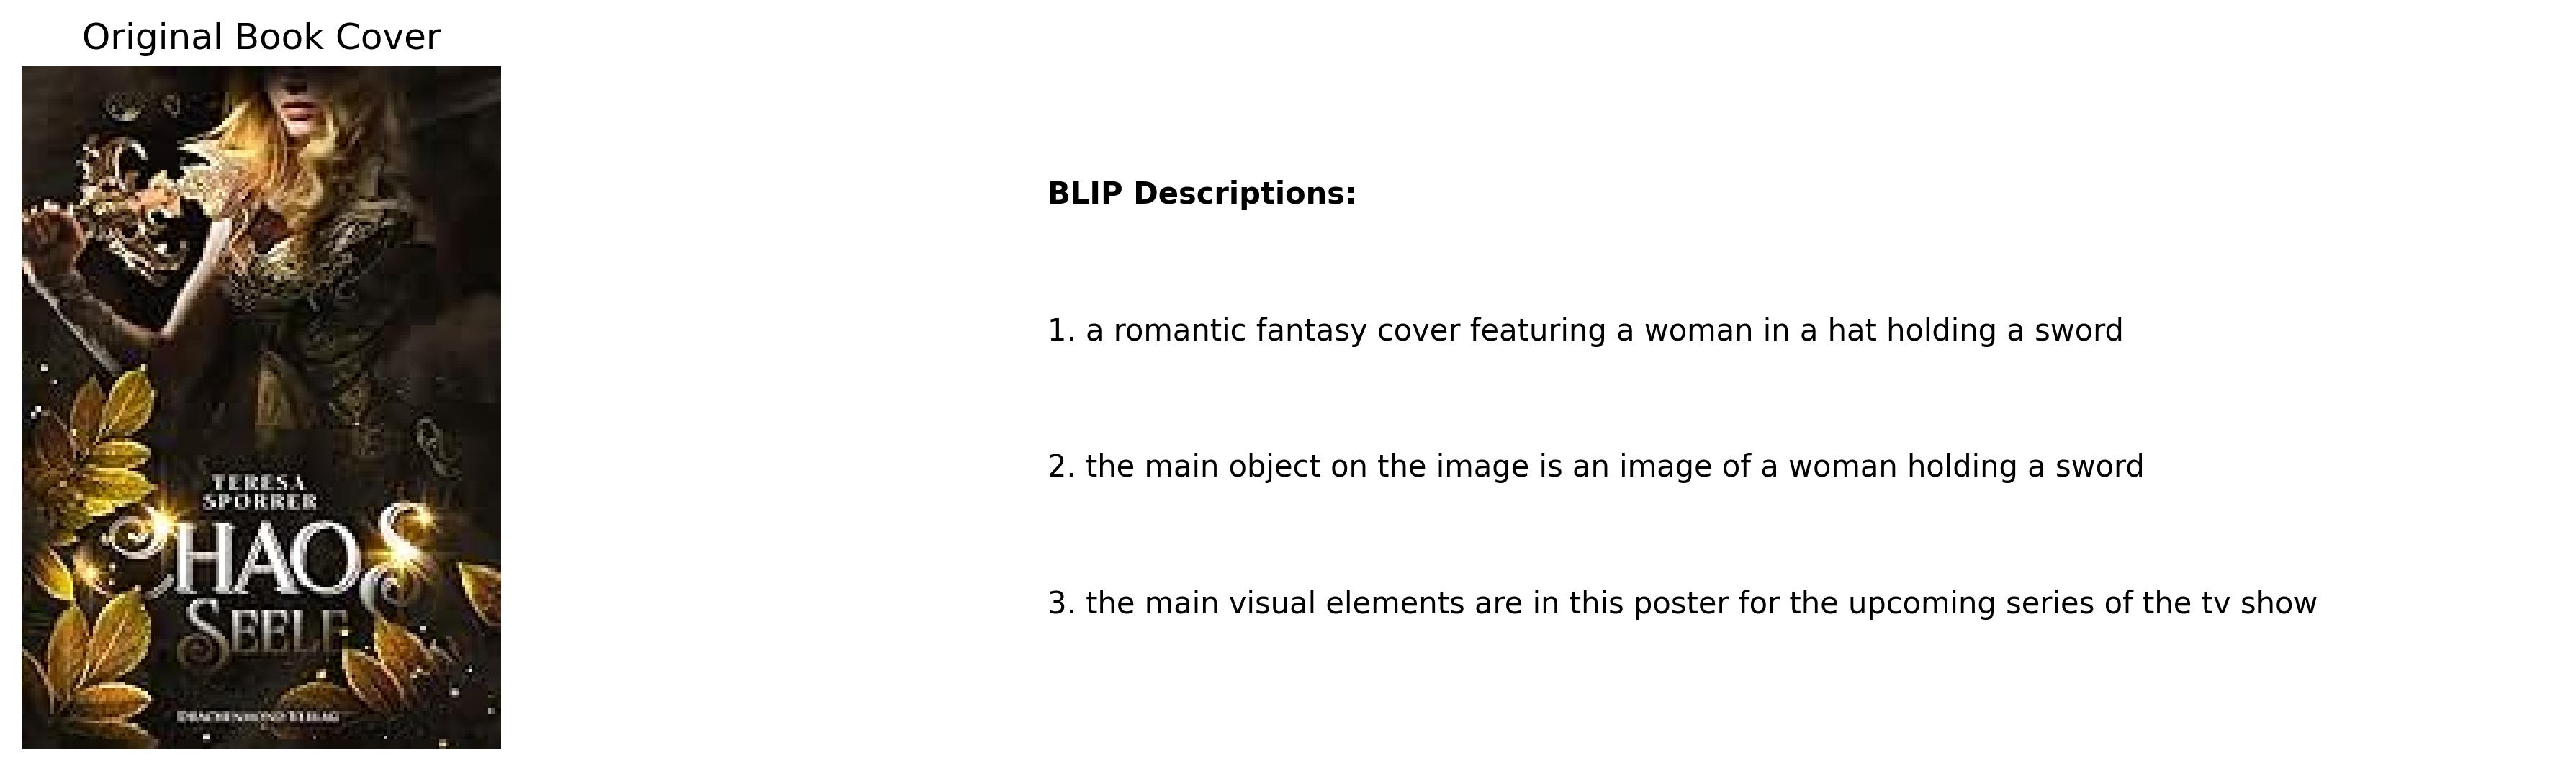 Original Book Cover
TERESA
SPORRER
CHAOS
SEELE
DRACHENMOND VERLAG
BLIP Descriptions:
1. a romantic fantasy cover featuring a woman in a hat holding a sword
2. the main object on the image is an image of a woman holding a sword
3. the main visual elements are in this poster for the upcoming series of the tv show